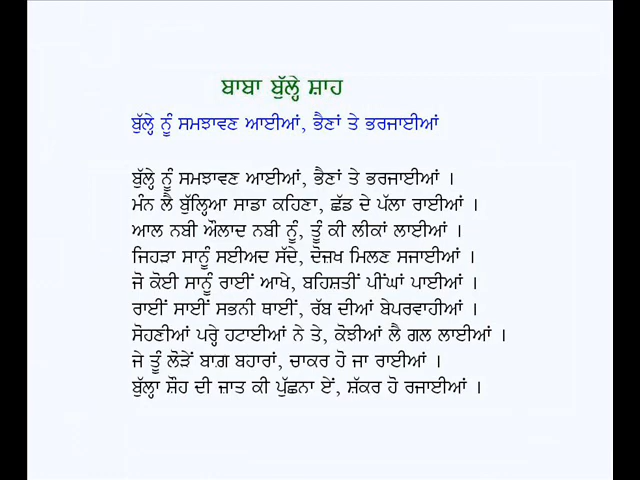 ਬਾਬਾ ਬੁੱਲ੍ਹੇ ਸ਼ਾਹ
ਬੁੱਲ੍ਹੇ ਨੂੰ ਸਮਝਾਵਣ ਆਈਆਂ, ਭੈਣਾਂ ਤੇ ਭਰਜਾਈਆਂ
ਬੁੱਲ੍ਹੇ ਨੂੰ ਸਮਝਾਵਣ ਆਈਆਂ, ਭੈਣਾਂ ਤੇ ਭਰਜਾਈਆਂ ।
ਮੰਨ ਲੈ ਬੁੱਲ੍ਹਿਆ ਸਾਡਾ ਕਹਿਣਾ, ਛੱਡ ਦੇ ਪੱਲਾ ਰਾਈਆਂ ।
ਆਲ ਨਬੀ ਔਲਾਦ ਨਬੀ ਨੂੰ, ਤੂੰ ਕੀ ਲੀਕਾਂ ਲਾਈਆਂ ।
ਜਿਹੜਾ ਸਾਨੂੰ ਸਈਅਦ ਸੱਦੇ, ਦੋਜ਼ਖ ਮਿਲਣ ਸਜਾਈਆਂ ।
ਜੋ ਕੋਈ ਸਾਨੂੰ ਰਾਈਂ ਆਖੇ, ਬਹਿਸ਼ਤੀਂ ਪੀਂਘਾਂ ਪਾਈਆਂ ।
ਰਾਈਂ ਸਾਈਂ ਸਭਨੀ ਥਾਈਂ, ਰੱਬ ਦੀਆਂ ਬੇਪਰਵਾਹੀਆਂ ।
ਸੋਹਣੀਆਂ ਪਰ੍ਹੇ ਹਟਾਈਆਂ ਨੇ ਤੇ, ਕੋਝੀਆਂ ਲੈ ਗਲ ਲਾਈਆਂ ।
ਜੇ ਤੂੰ ਲੋੜੇਂ ਬਾਗ਼ ਬਹਾਰਾਂ, ਚਾਕਰ ਹੋ ਜਾ ਰਾਈਆਂ ।
ਬੁੱਲ੍ਹਾ ਸ਼ੌਹ ਦੀ ਜ਼ਾਤ ਕੀ ਪੁੱਛਨਾ ਏਂ, ਸ਼ੱਕਰ ਹੋ ਰਜਾਈਆਂ ।